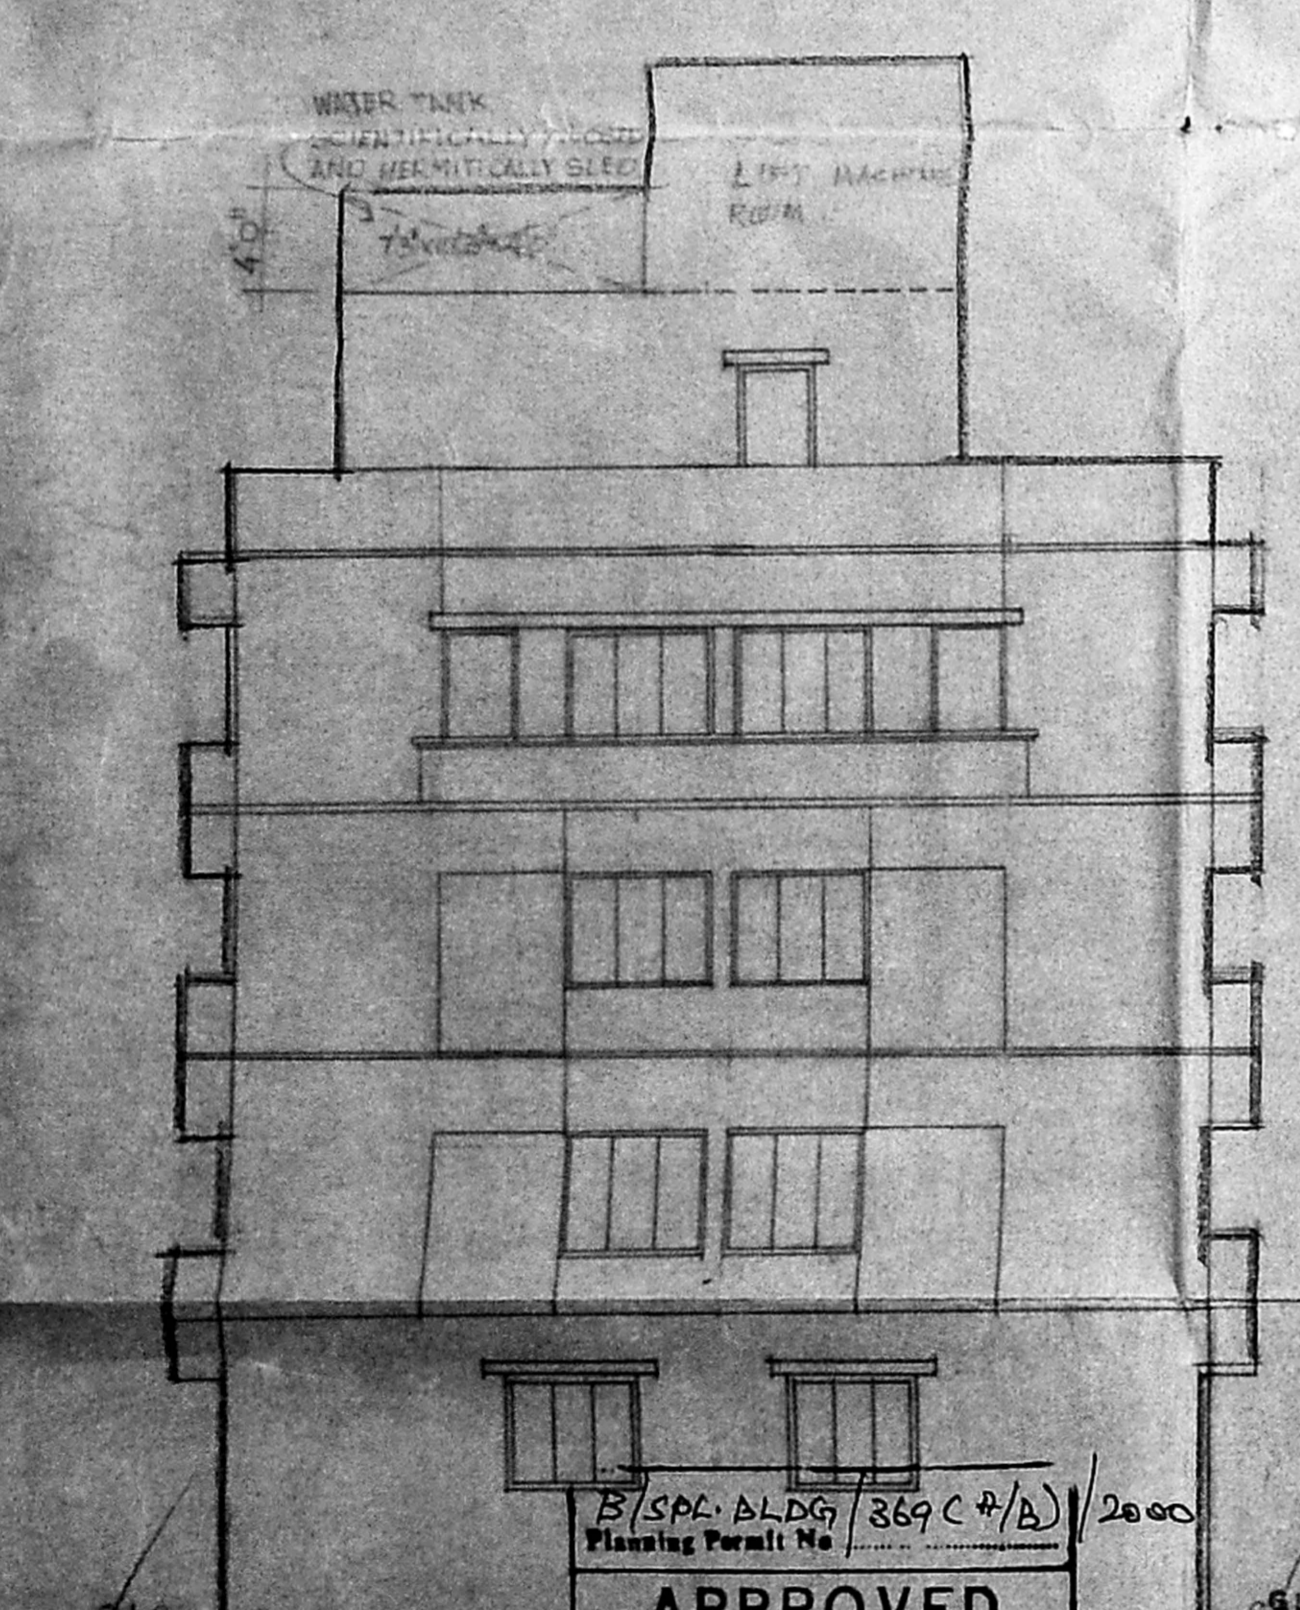 WATER TANK
SCIENTIFICALLY
AND HERMITICALLY SLED
LIFT MACHINE
ROOM
4'0"
B/SPL. BLDG/369 (A/B)/2000
Planning Permit No
APPROVED